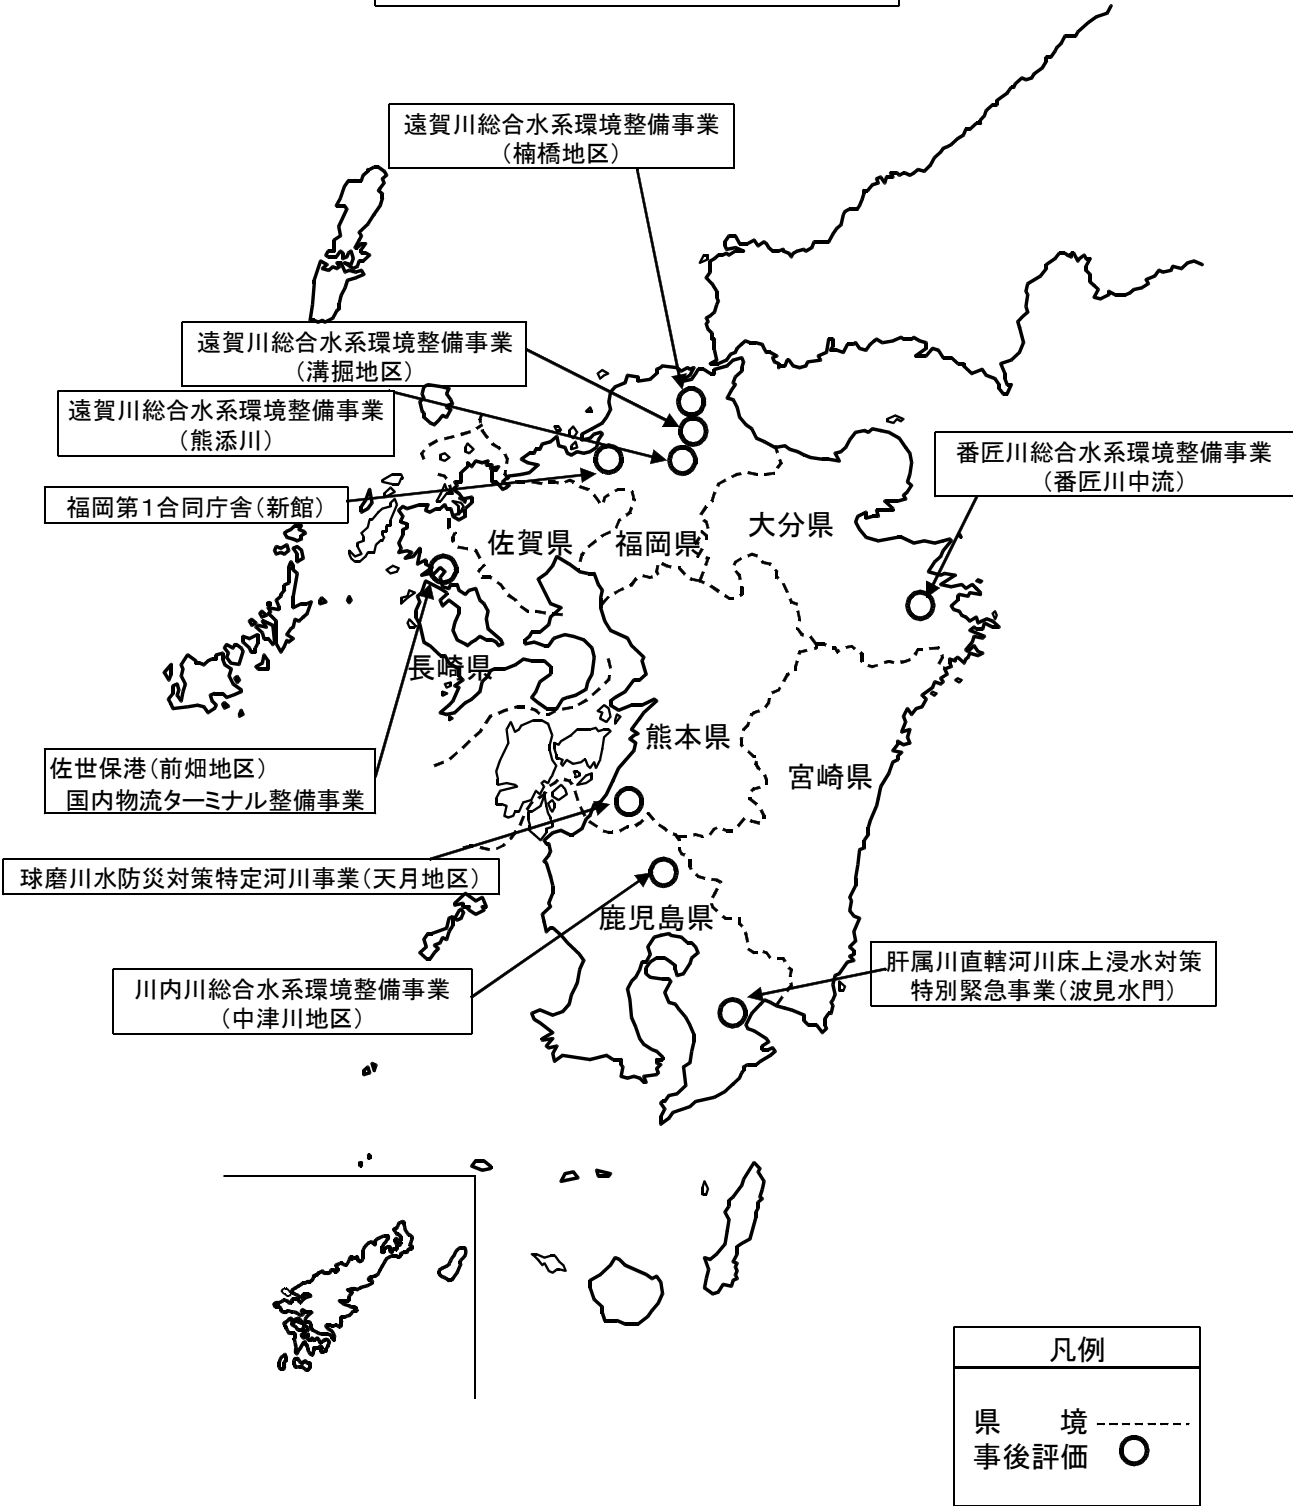 遠賀川総合水系環境整備事業
（楠橋地区）
遠賀川総合水系環境整備事業
（溝掘地区）
遠賀川総合水系環境整備事業
（熊添川）
番匠川総合水系環境整備事業
（番匠川中流）
福岡第１合同庁舎（新館）
佐賀県
福岡県
大分県
長崎県
熊本県
宮崎県
佐世保港（前畑地区）
国内物流ターミナル整備事業
球磨川水防災対策特定河川事業（天月地区）
鹿児島県
川内川総合水系環境整備事業
（中津川地区）
肝属川直轄河川床上浸水対策
特別緊急事業（波見水門）
凡例
県　　境
事後評価